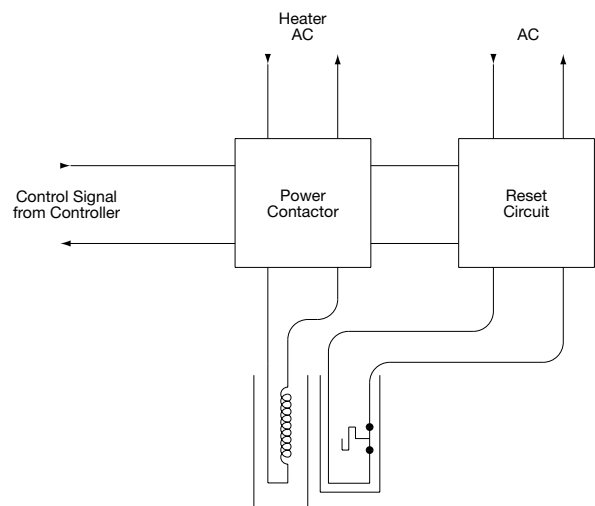 Heater
AC
AC
Control Signal
from Controller
Power
Contactor
Reset
Circuit